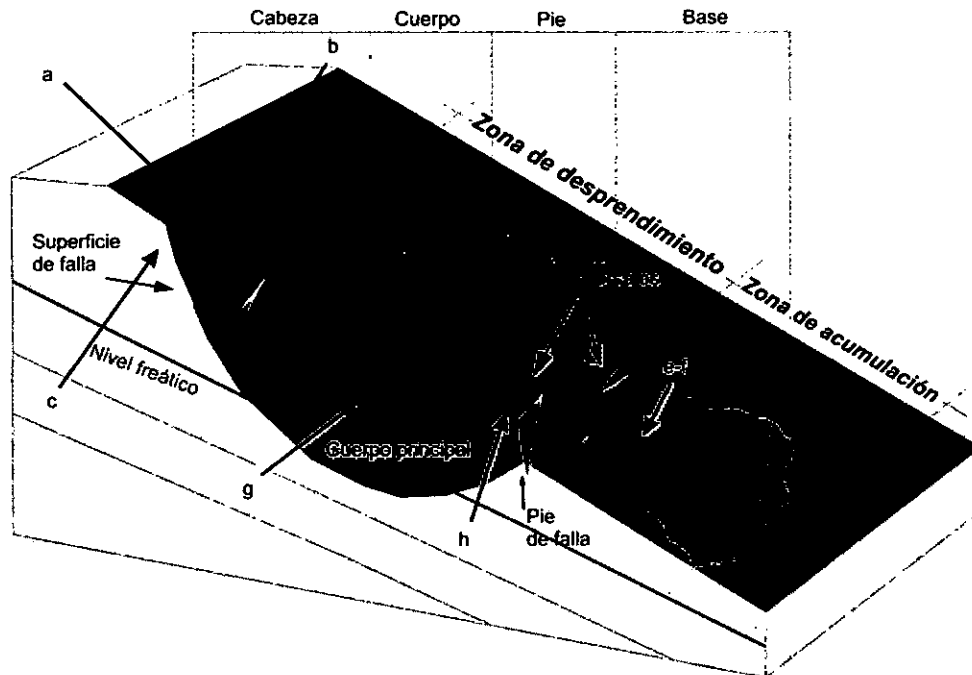 Cabeza
Cuerpo
Pie
Base
b
a
Zona de desprendimiento
Zona de acumulación
Superficie
de falla
Nivel freático
c
Cuerpo principal
g
h
Pie
de falla
e-f